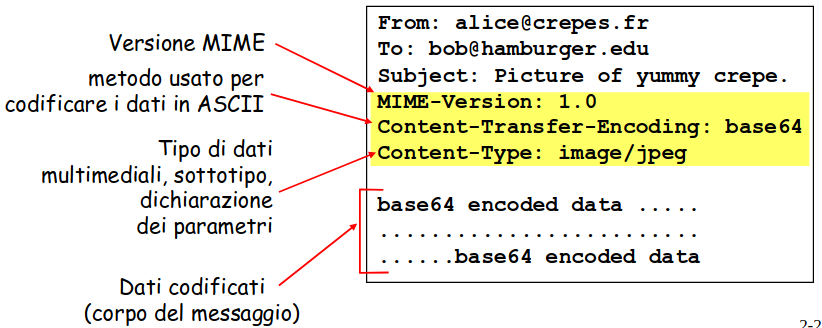 Versione MIME
metodo usato per
codificare i dati in ASCII
Tipo di dati
multimediali, sottotipo,
dichiarazione
dei parametri
Dati codificati
(corpo del messaggio)
From: alice@crepes.fr
To: bob@hamburger.edu
Subject: Picture of yummy crepe.
MIME-Version: 1.0
Content-Transfer-Encoding: base64
Content-Type: image/jpeg
base64 encoded data .....
.........................
......base64 encoded data